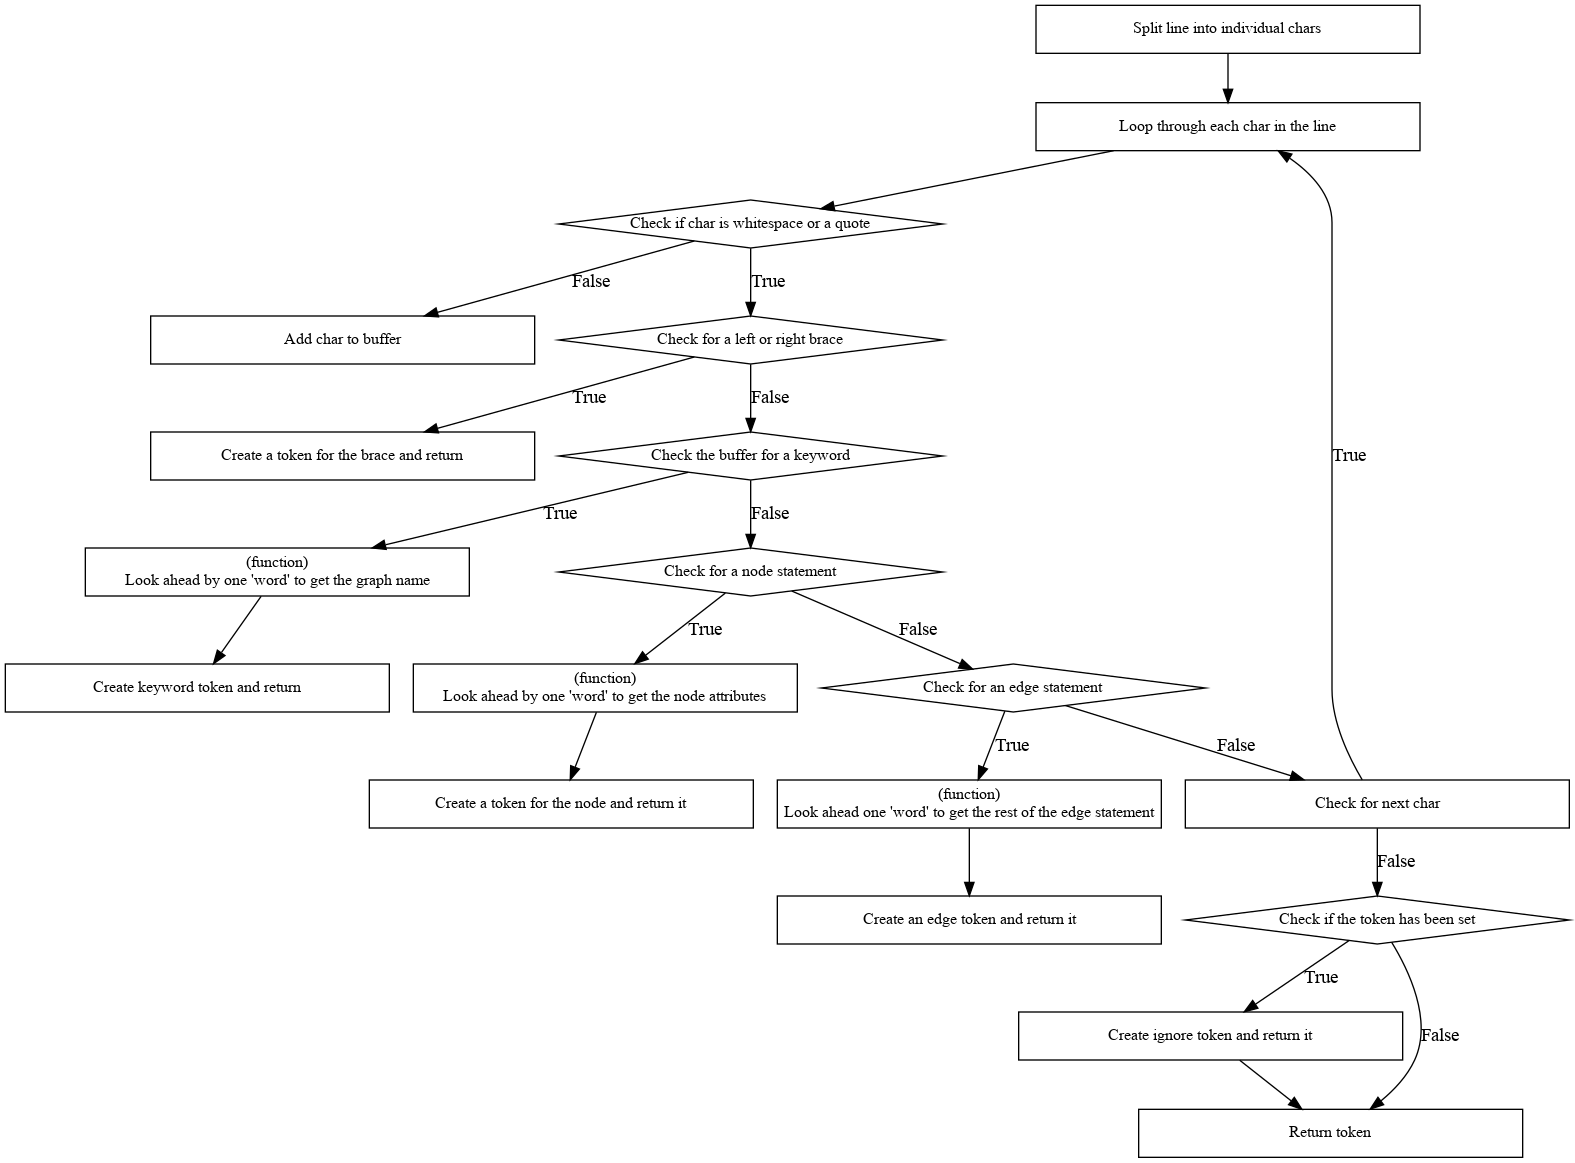 Split line into individual chars
Loop through each char in the line
Check if char is whitespace or a quote
False
True
Add char to buffer
Check for a left or right brace
True
False
Create a token for the brace and return
Check the buffer for a keyword
True
True
False
(function)
Look ahead by one 'word' to get the graph name
Check for a node statement
True
False
Create keyword token and return
(function)
Look ahead by one 'word' to get the node attributes
Check for an edge statement
True
False
Create a token for the node and return it
(function)
Look ahead one 'word' to get the rest of the edge statement
Check for next char
False
Create an edge token and return it
Check if the token has been set
True
Create ignore token and return it
False
Return token